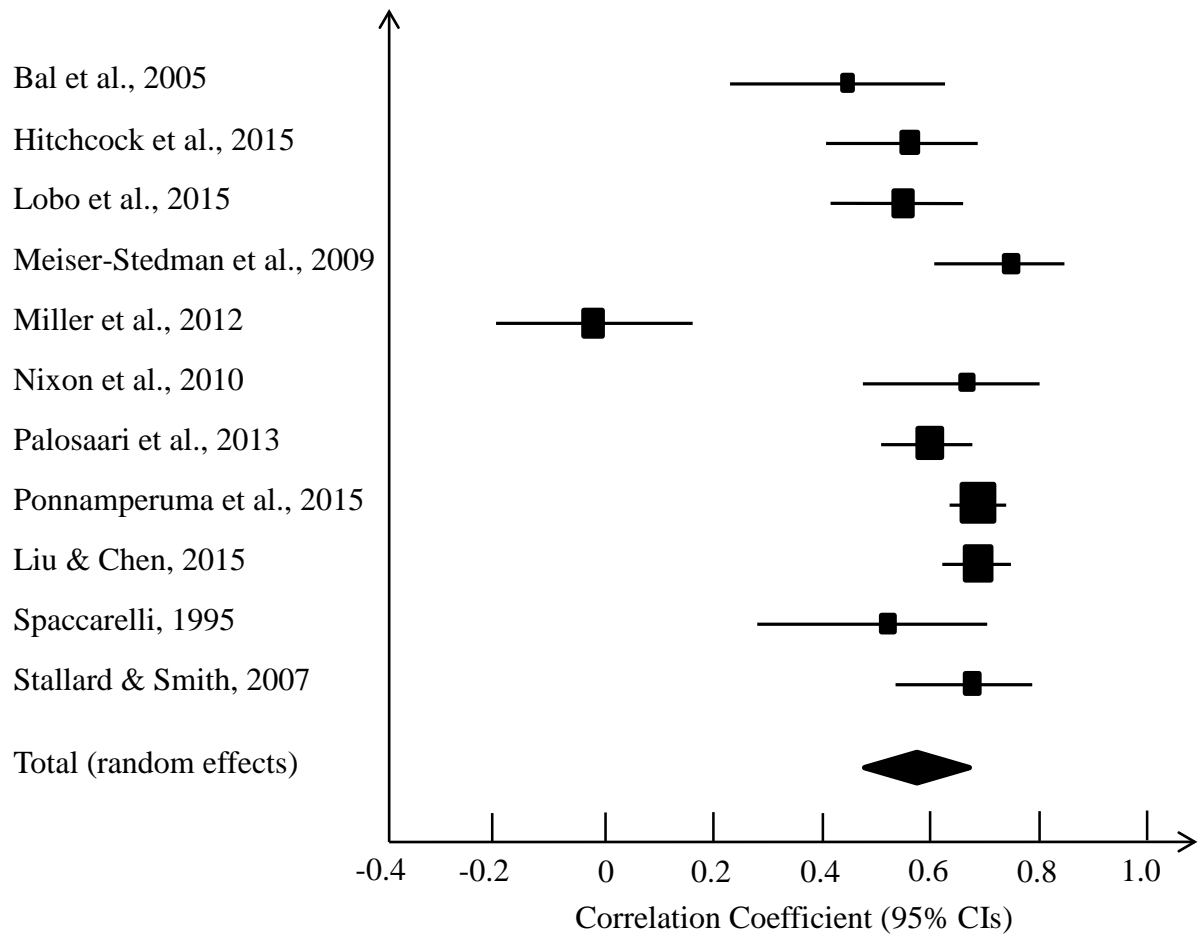 Bal et al., 2005
Hitchcock et al., 2015
Lobo et al., 2015
Meiser-Stedman et al., 2009
Miller et al., 2012
Nixon et al., 2010
Palosaari et al., 2013
Ponnamperuma et al., 2015
Liu & Chen, 2015
Spaccarelli, 1995
Stallard & Smith, 2007
Total (random effects)
-0.4 -0.2 0 0.2 0.4 0.6 0.8 1.0
Correlation Coefficient (95% CIs)